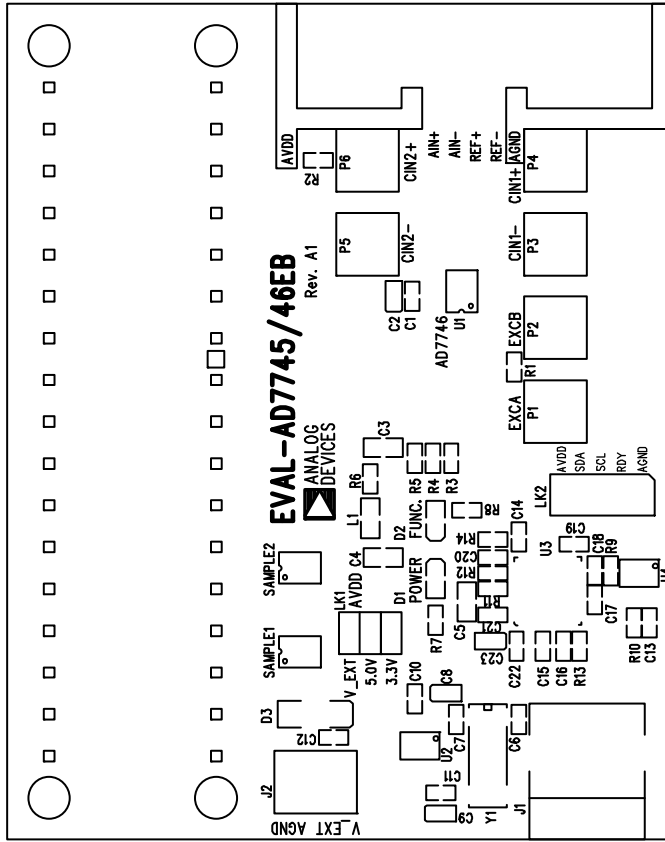 AVDD
R2
P6
CIN2+
AIN+
AIN-
REF+
REF-
AGND
CIN1+
P4
P5
CIN2-
CIN1-
P3
EVAL-AD7745/46EB
Rev. A1
C2
C1
AD7746
U1
EXCB
P2
R1
EXCA
P1
ANALOG
DEVICES
C3
R6
R5
R4
R3
L1
D2
FUNC.
R8
LK2
AVDD
SDA
SCL
RDY
AGND
SAMPLE2
C4
LK1
AVDD
D1
POWER
R14
C20
R12
R11
C21
C14
U3
C19
C18
R9
C17
SAMPLE1
V_EXT
5.0V
3.3V
R7
C5
C23
C22
C15
C16
R13
R10
C13
D3
C12
C10
C8
U2
C7
C6
J2
C11
C9
Y1
J1
V_EXT AGND